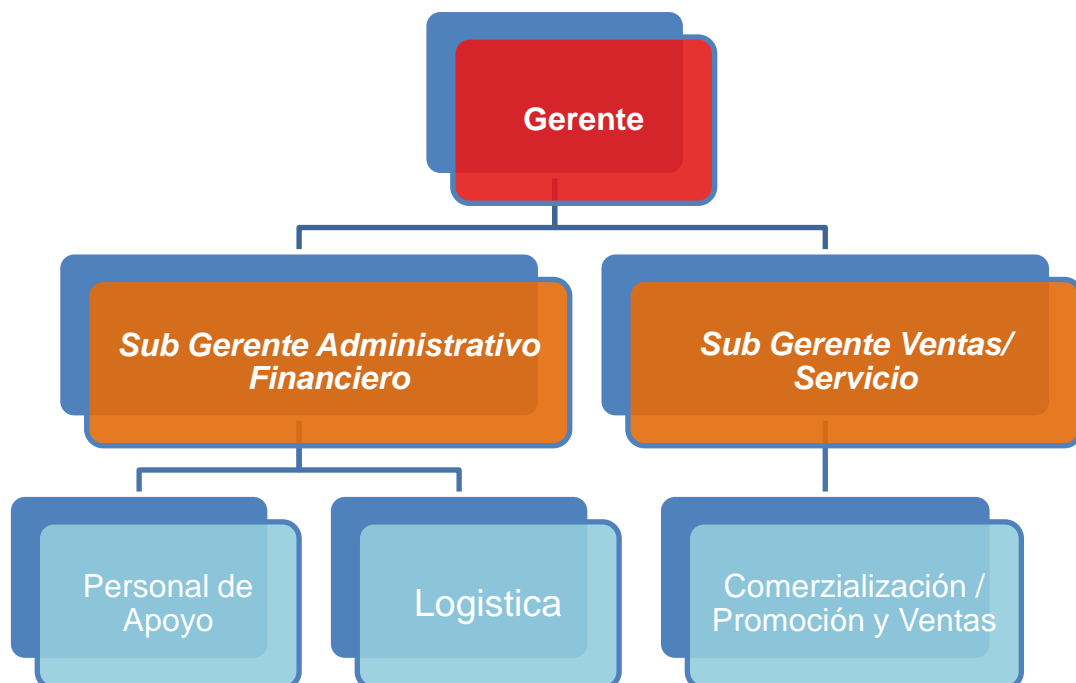 Gerente
Sub Gerente Administrativo
Financiero
Sub Gerente Ventas/
Servicio
Personal de
Apoyo
Logistica
Comerzialización /
Promoción y Ventas